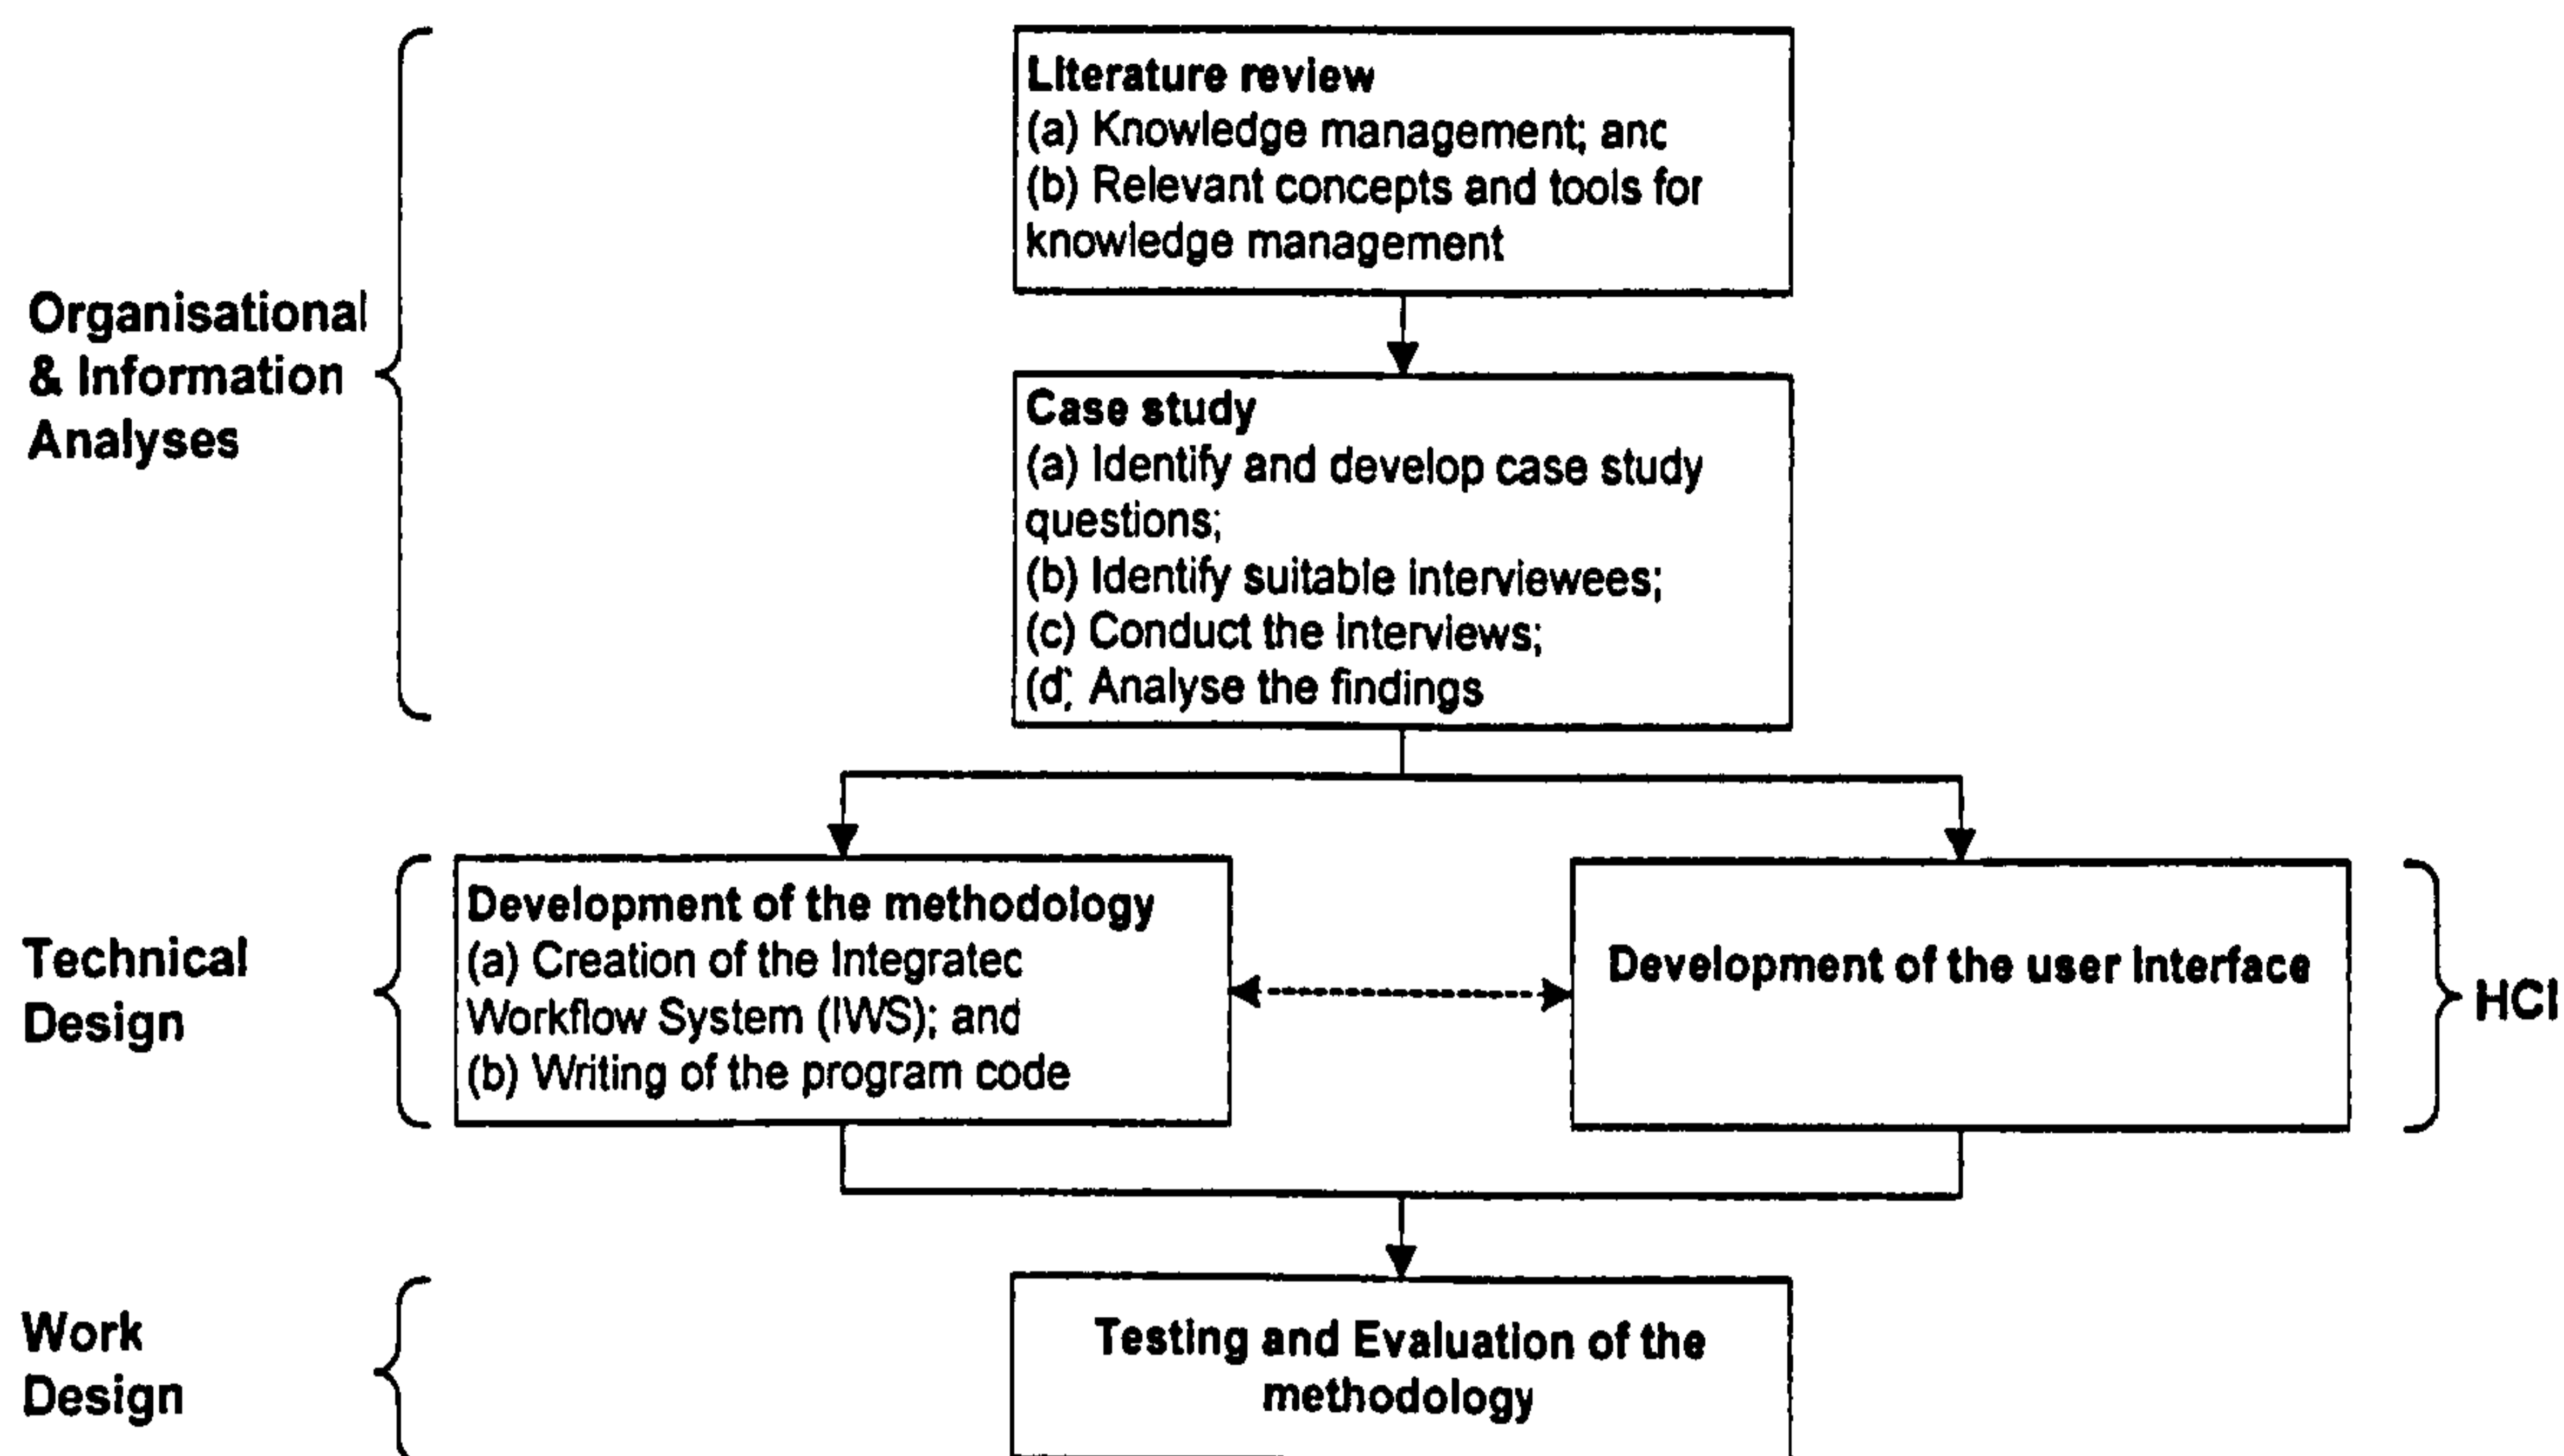 Organisational
& Information
Analyses
Literature review
(a) Knowledge management; and
(b) Relevant concepts and tools for
knowledge management
Case study
(a) Identify and develop case study
questions;
(b) Identify suitable interviewees;
(c) Conduct the interviews;
(d) Analyse the findings
Technical
Design
Development of the methodology
(a) Creation of the Integrated
Workflow System (IWS); and
(b) Writing of the program code
Development of the user Interface
HCI
Work
Design
Testing and Evaluation of the
methodology